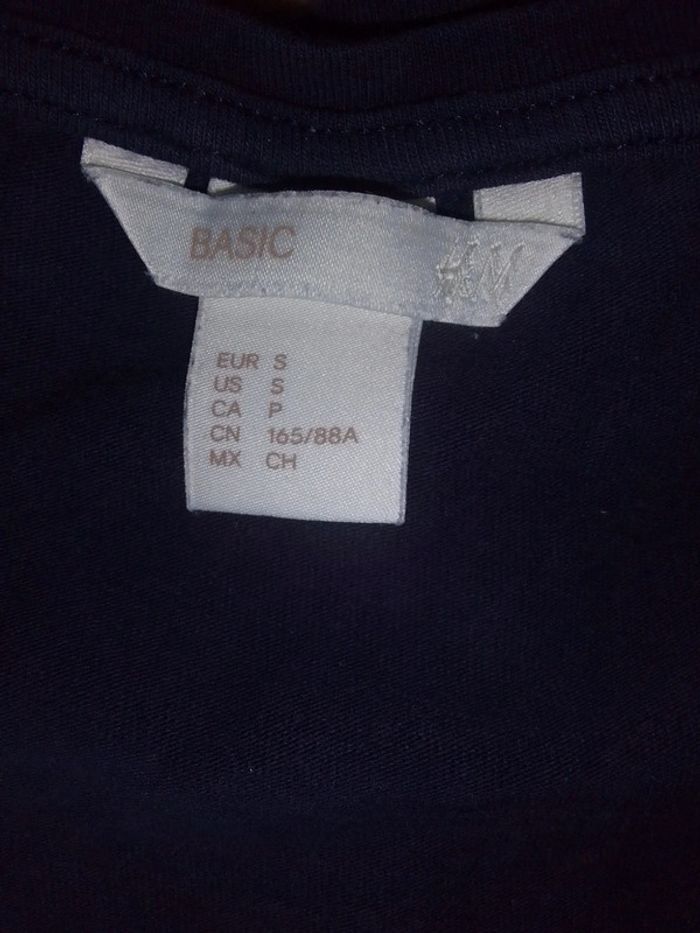 BASIC
H&M
EUR S
US S
CA P
CN 165/88A
MX CH